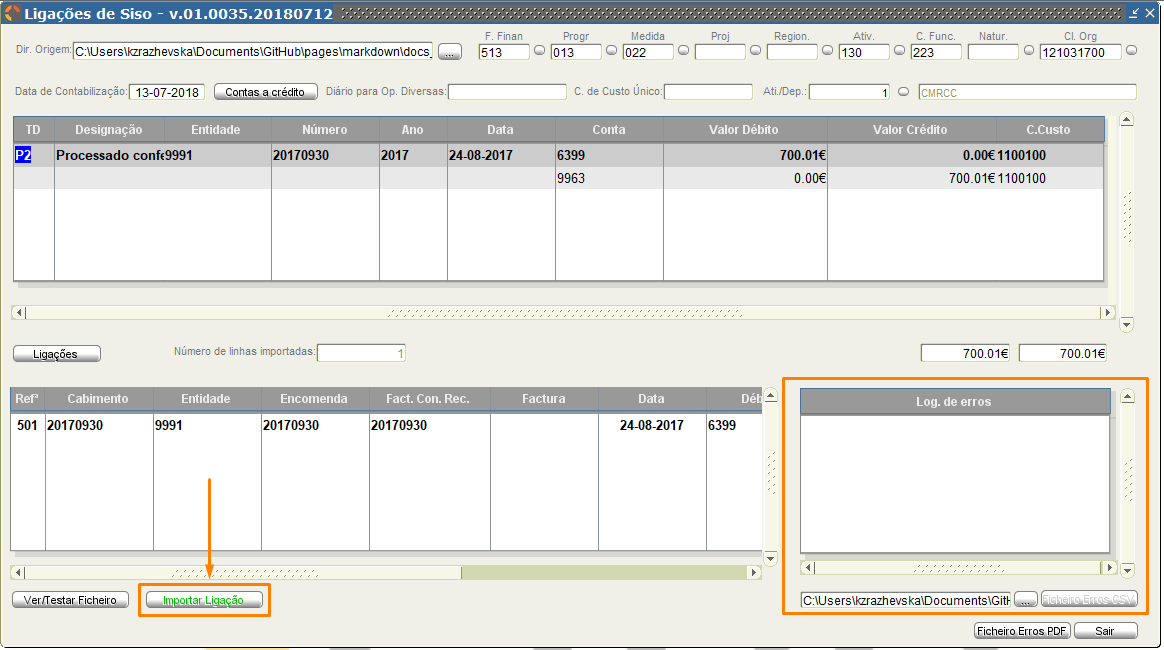 Ligações de Siso - v.01.0035.20180712
F. Finan Progr Medida Proj Region. Ativ. C. Func. Natur. Cl. Org
Dir. Origem: C:\Users\kzrazhevska\Documents\GitHub\pages\markdown\docs_ ... 513 013 022 130 223 121031700
Data de Contabilização: 13-07-2018 Contas a crédito Diário para Op. Diversas: C. de Custo Único: Ati./Dep.: 1 CMRCC
TD Designação Entidade Número Ano Data Conta Valor Débito Valor Crédito C.Custo
P2 Processado confe 9991 20170930 2017 24-08-2017 6399 700.01€ 0.00€ 1100100
9963 0.00€ 700.01€ 1100100
Ligações Número de linhas importadas: 1 700.01€ 700.01€
Refª Cabimento Entidade Encomenda Fact. Con. Rec. Factura Data Déb
Log. de erros
501 20170930 9991 20170930 20170930 24-08-2017 6399
Ver/Testar Ficheiro Importar Ligação C:\Users\kzrazhevska\Documents\GitH ... Ficheiro Erros CSV
Ficheiro Erros PDF Sair